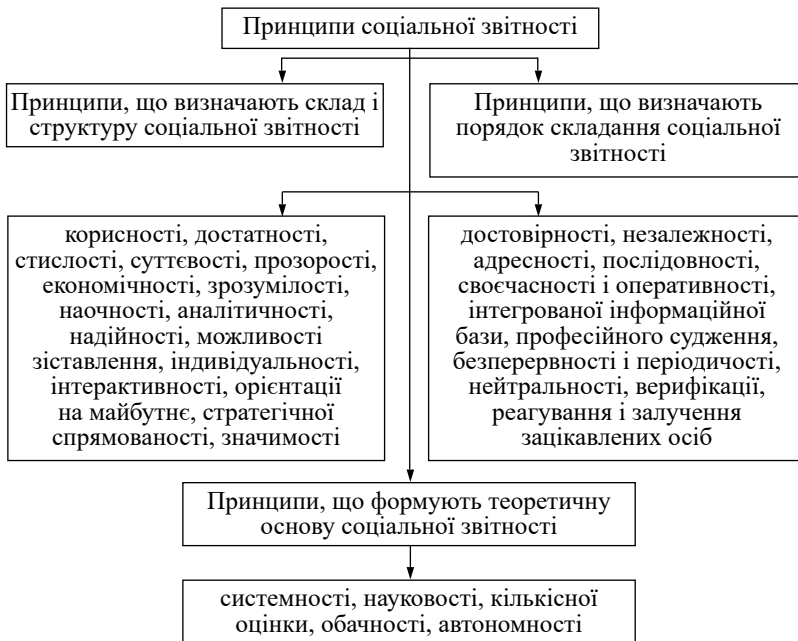 Принципи соціальної звітності
Принципи, що визначають склад і
структуру соціальної звітності
Принципи, що визначають
порядок складання соціальної
звітності
корисності, достатності,
стислості, суттєвості, прозорості,
економічності, зрозумілості,
наочності, аналітичності,
надійності, можливості
зіставлення, індивідуальності,
інтерактивності, орієнтації
на майбутнє, стратегічної
спрямованості, значимості
достовірності, незалежності,
адресності, послідовності,
своєчасності і оперативності,
інтегрованої інформаційної
бази, професійного судження,
безперервності і періодичості,
нейтральності, верифікації,
реагування і залучення
зацікавлених осіб
Принципи, що формують теоретичну
основу соціальної звітності
системності, науковості, кількісної
оцінки, обачності, автономності